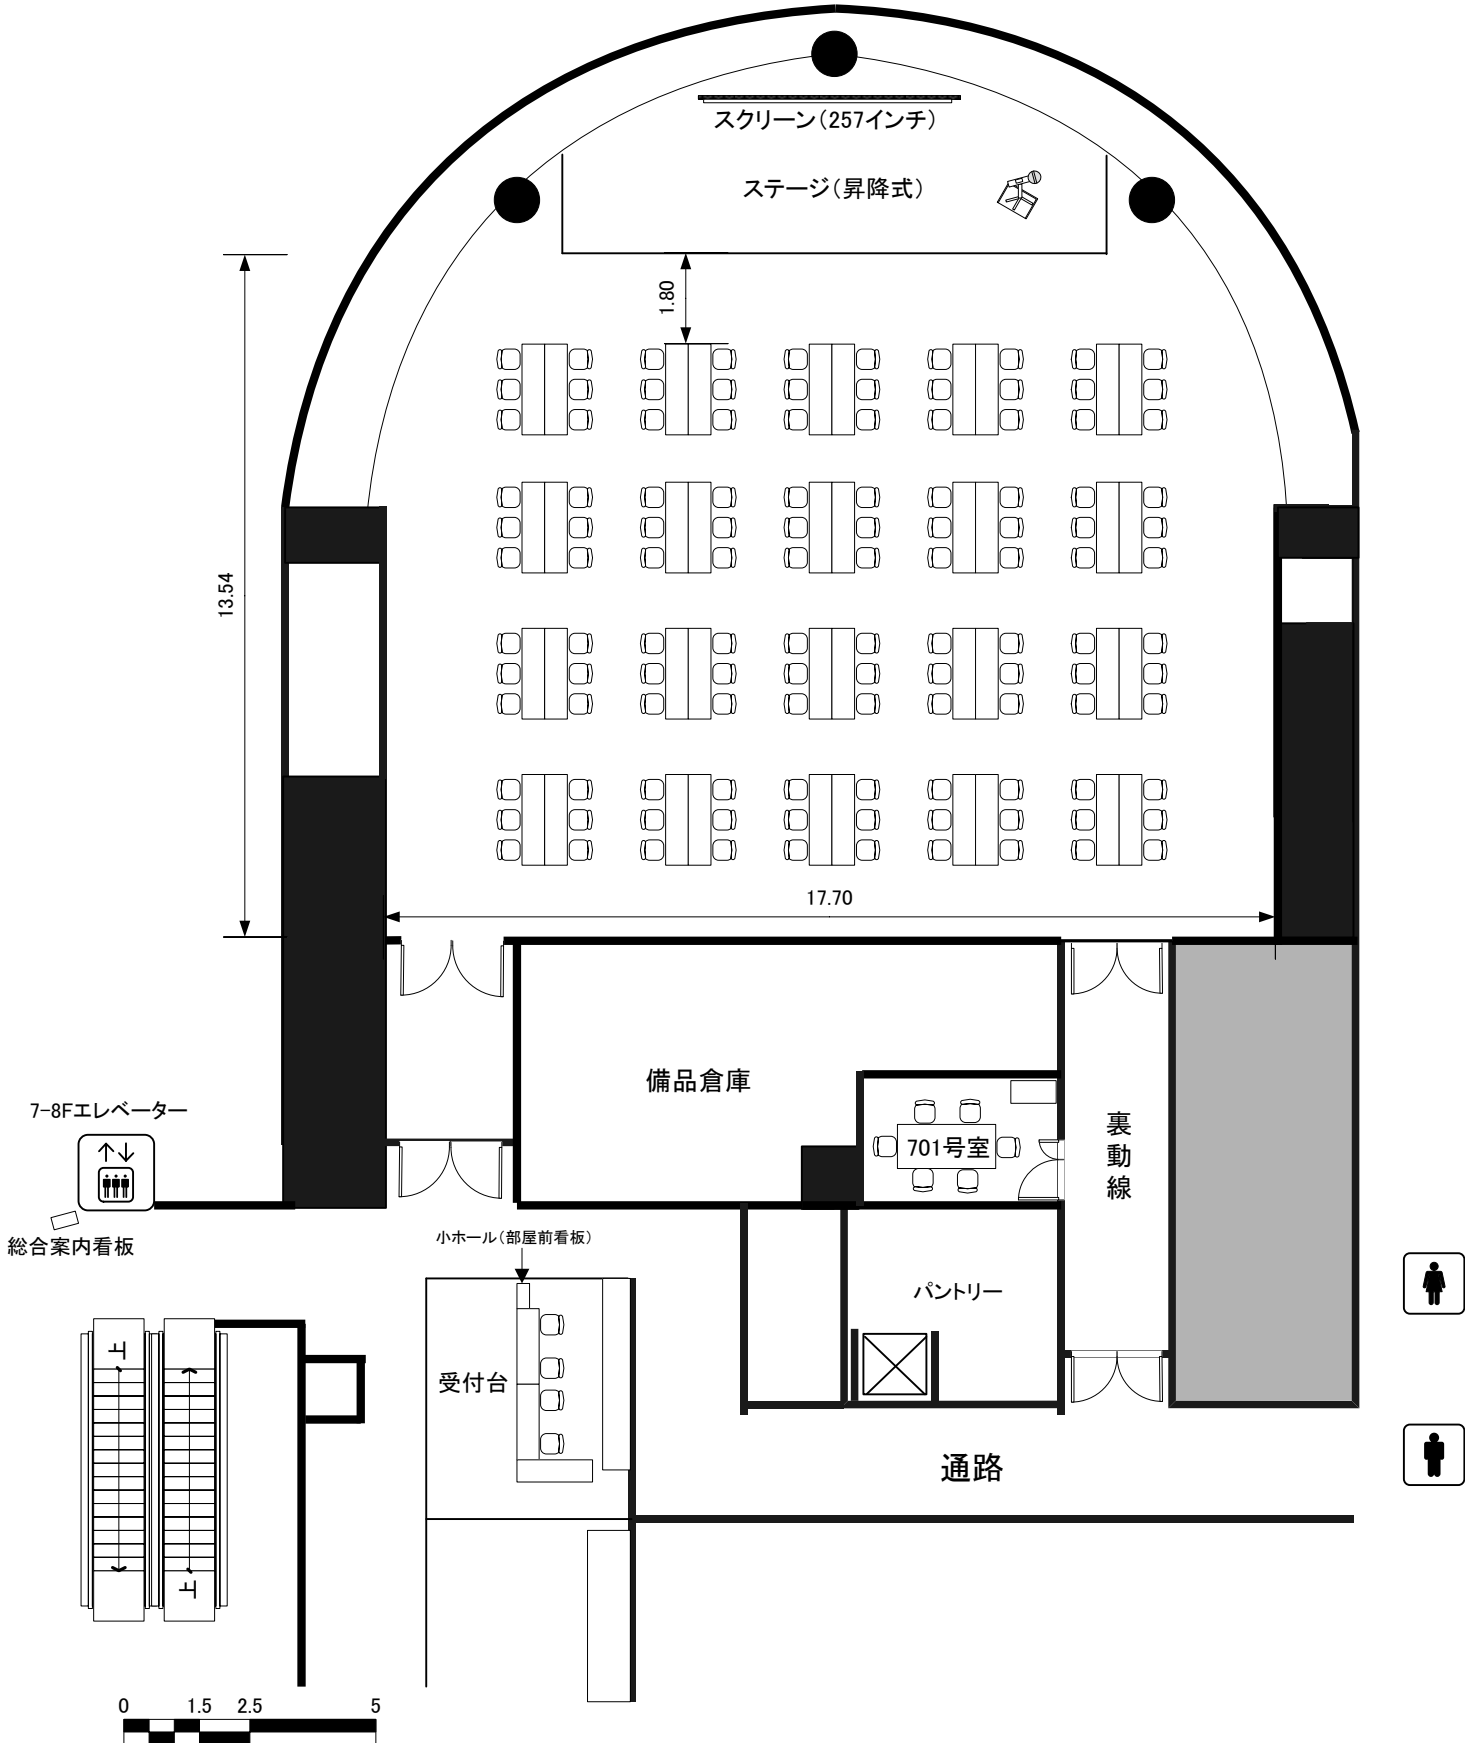 スクリーン（257インチ）
ステージ（昇降式）
1.80
13.54
17.70
備品倉庫
7-8Fエレベーター
701号室
裏動線
総合案内看板
小ホール（部屋前看板）
パントリー
上
受付台
通路
上
0 1.5 2.5 5